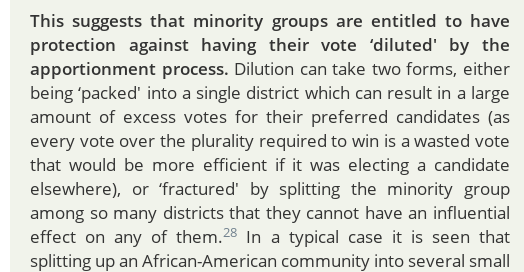 This suggests that minority groups are entitled to have
protection against having their vote ‘diluted' by the
apportionment process. Dilution can take two forms, either
being ‘packed' into a single district which can result in a large
amount of excess votes for their preferred candidates (as
every vote over the plurality required to win is a wasted vote
that would be more efficient if it was electing a candidate
elsewhere), or ‘fractured' by splitting the minority group
among so many districts that they cannot have an influential
effect on any of them.28 In a typical case it is seen that
splitting up an African-American community into several small